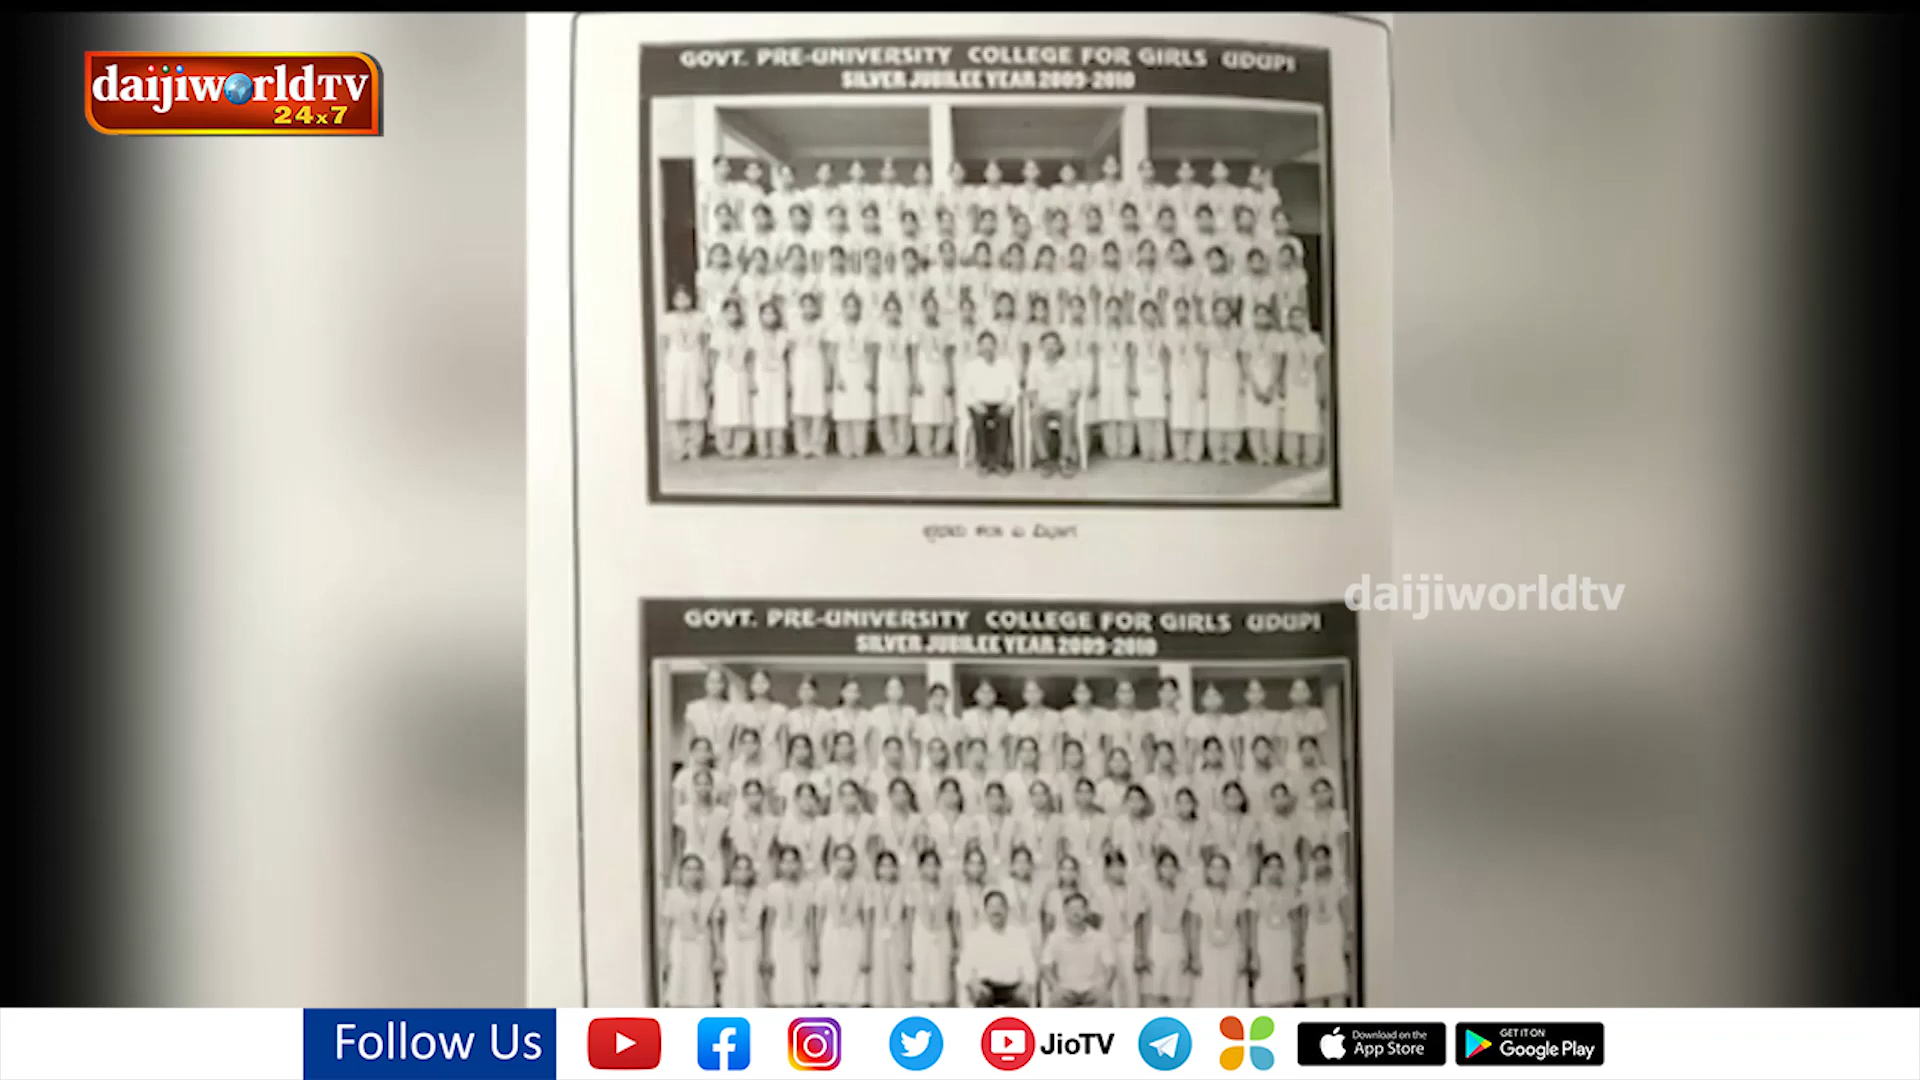 daijiworldTV
24x7
GOVT. PRE-UNIVERSITY COLLEGE FOR GIRLS UDUPI
SILVER JUBILEE YEAR 2009-2010
ಪ್ರಥಮ ಕಲಾ ಎ ವಿಭಾಗ
daijiworldtv
GOVT. PRE-UNIVERSITY COLLEGE FOR GIRLS UDUPI
SILVER JUBILEE YEAR 2009-2010
Follow Us
JioTV
Download on the
App Store
GET IT ON
Google Play